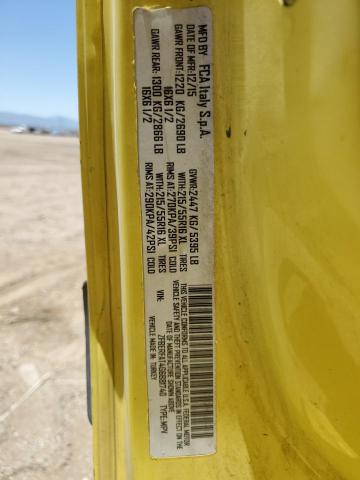 MFD BY FCA Italy S.p.A.
DATE OF MFR:12/15 GVWR:2447 KG/5395 LB
GAWR FRONT:1220 KG/2690 LB WITH:215/55R16 XL TIRES
16X6 1/2 RIMS AT:270KPA/39PSI COLD
GAWR REAR: 1300 KG/2866 LB WITH:215/55R16 XL TIRES
16X6 1/2 RIMS AT:290KPA/42PSI COLD
THIS VEHICLE CONFORMS TO ALL APPLICABLE U.S.A. FEDERAL MOTOR
VEHICLE SAFETY AND THEFT PREVENTION STANDARDS IN EFFECT
ON THE DATE OF MANUFACTURE SHOWN ABOVE
VIN: TYPE:MPV
MADE IN: TURKEY